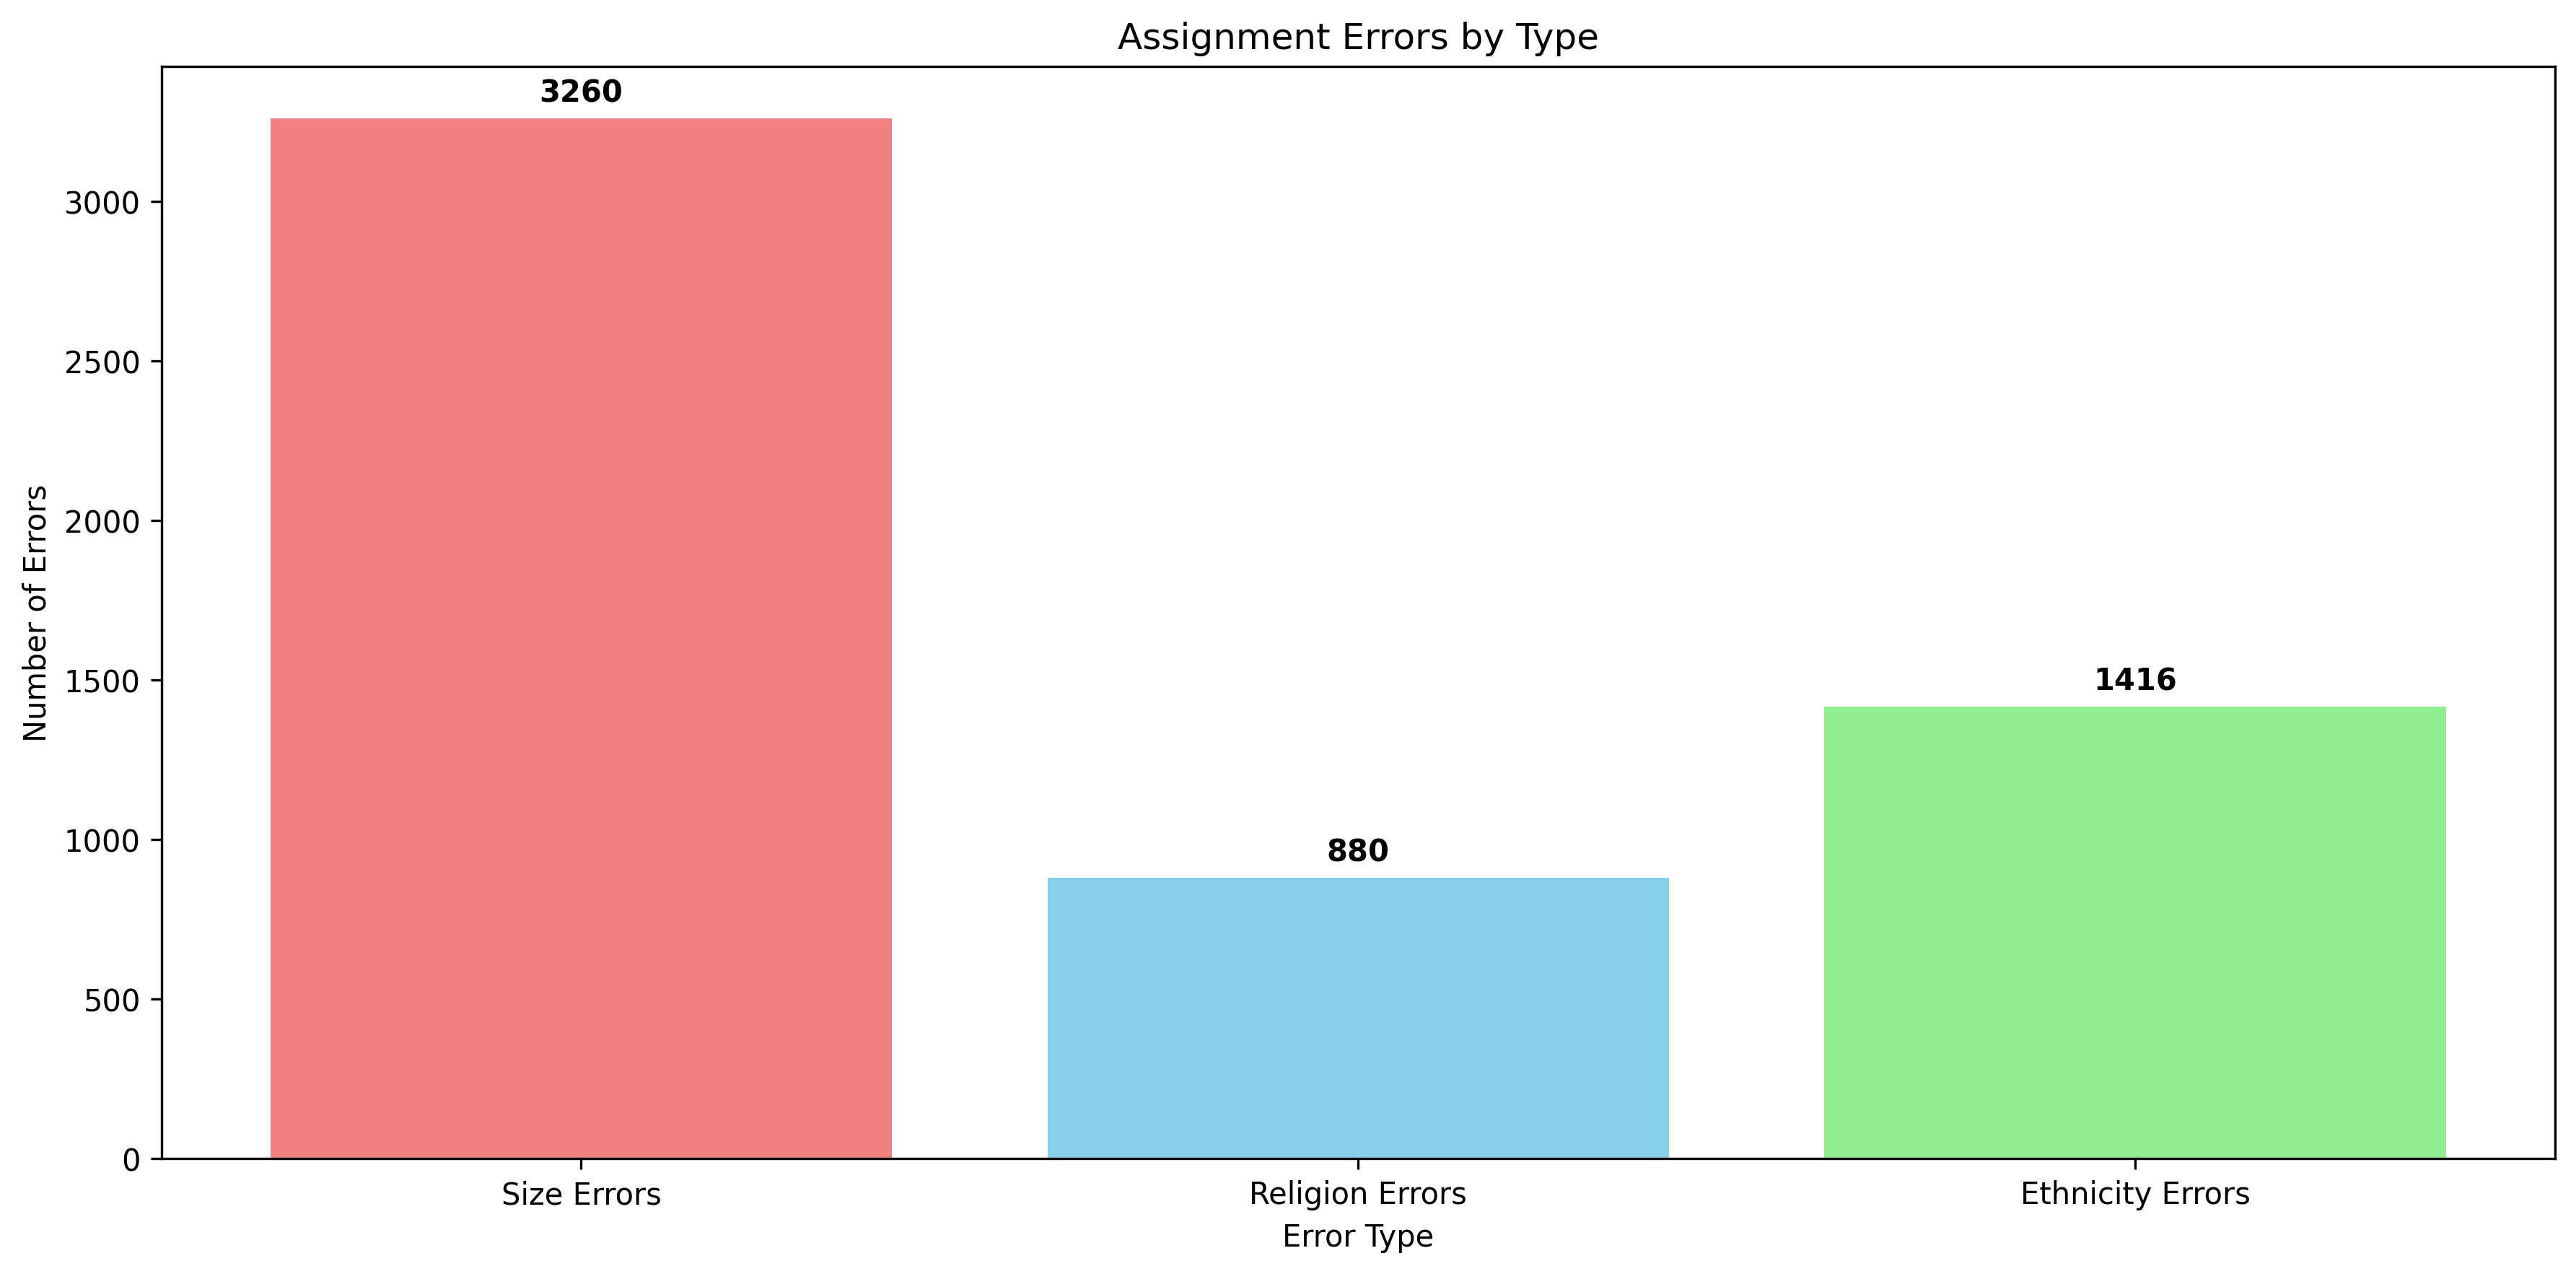 Assignment Errors by Type
3260
880
1416
3000
2500
2000
1500
1000
500
0
Number of Errors
Size Errors
Religion Errors
Ethnicity Errors
Error Type